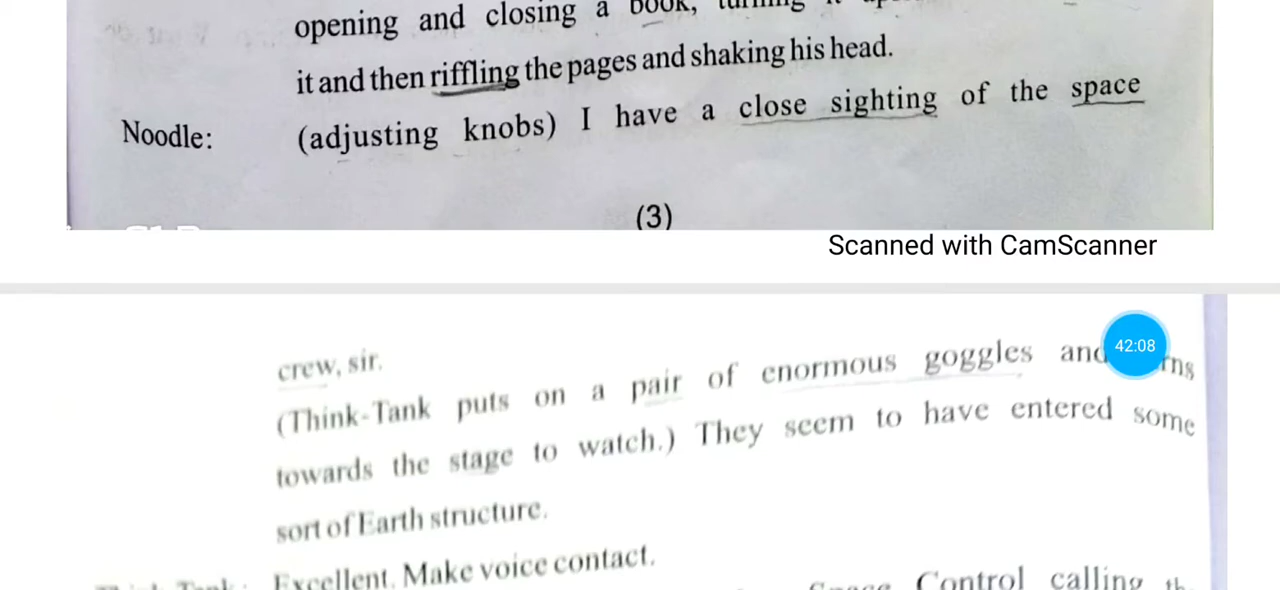 opening and closing a book,
it and then riffling the pages and shaking his head.
Noodle: (adjusting knobs) I have a close sighting of the space
(3)
Scanned with CamScanner
crew, sir.
42:08
(Think-Tank puts on a pair of enormous goggles and
towards the stage to watch.) They seem to have entered some
sort of Earth structure.
Excellent. Make voice contact.
Control calling